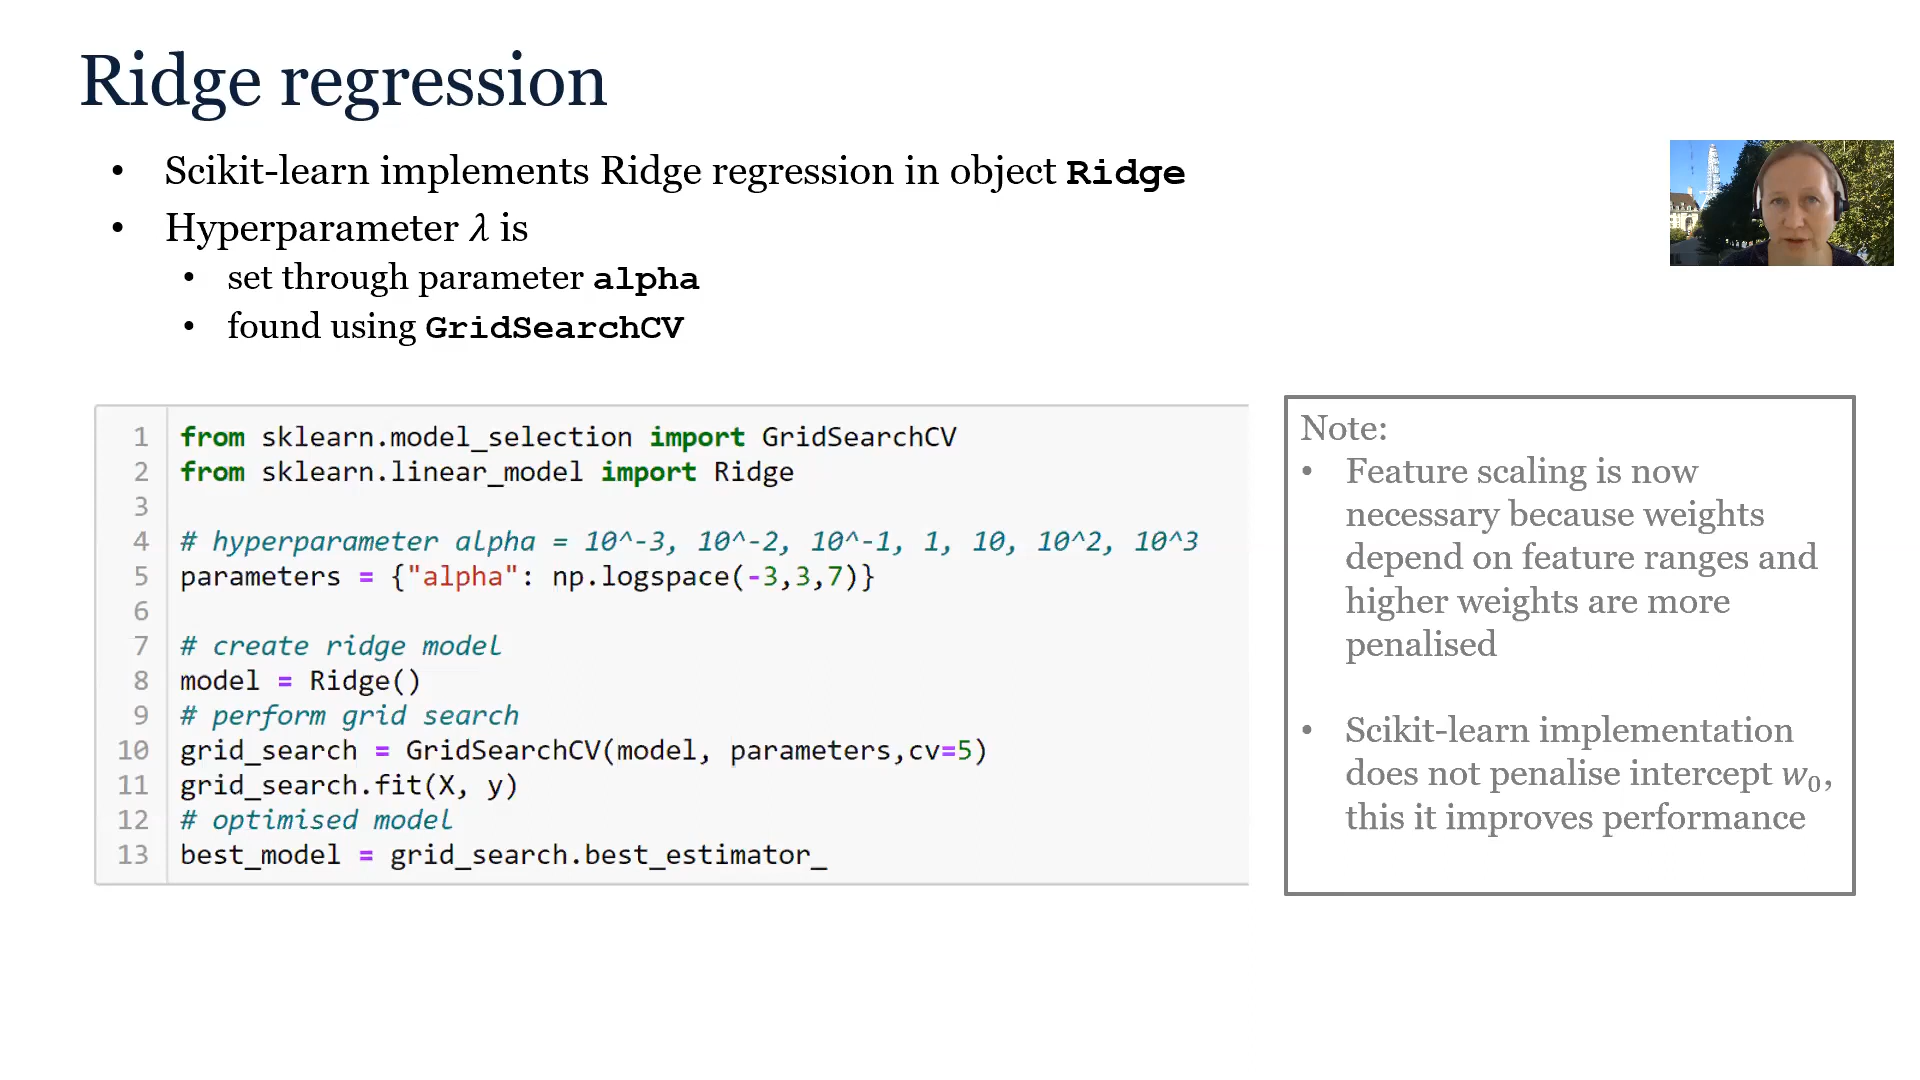 Ridge regression
• Scikit-learn implements Ridge regression in object Ridge
• Hyperparameter λ is
• set through parameter alpha
• found using GridSearchCV
1 from sklearn.model_selection import GridSearchCV
2 from sklearn.linear_model import Ridge
3
4 # hyperparameter alpha = 10^-3, 10^-2, 10^-1, 1, 10, 10^2, 10^3
5 parameters = {"alpha": np.logspace(-3,3,7)}
6
7 # create ridge model
8 model = Ridge()
9 # perform grid search
10 grid_search = GridSearchCV(model, parameters,cv=5)
11 grid_search.fit(X, y)
12 # optimised model
13 best_model = grid_search.best_estimator_
Note:
• Feature scaling is now
necessary because weights
depend on feature ranges and
higher weights are more
penalised
• Scikit-learn implementation
does not penalise intercept w₀,
this it improves performance